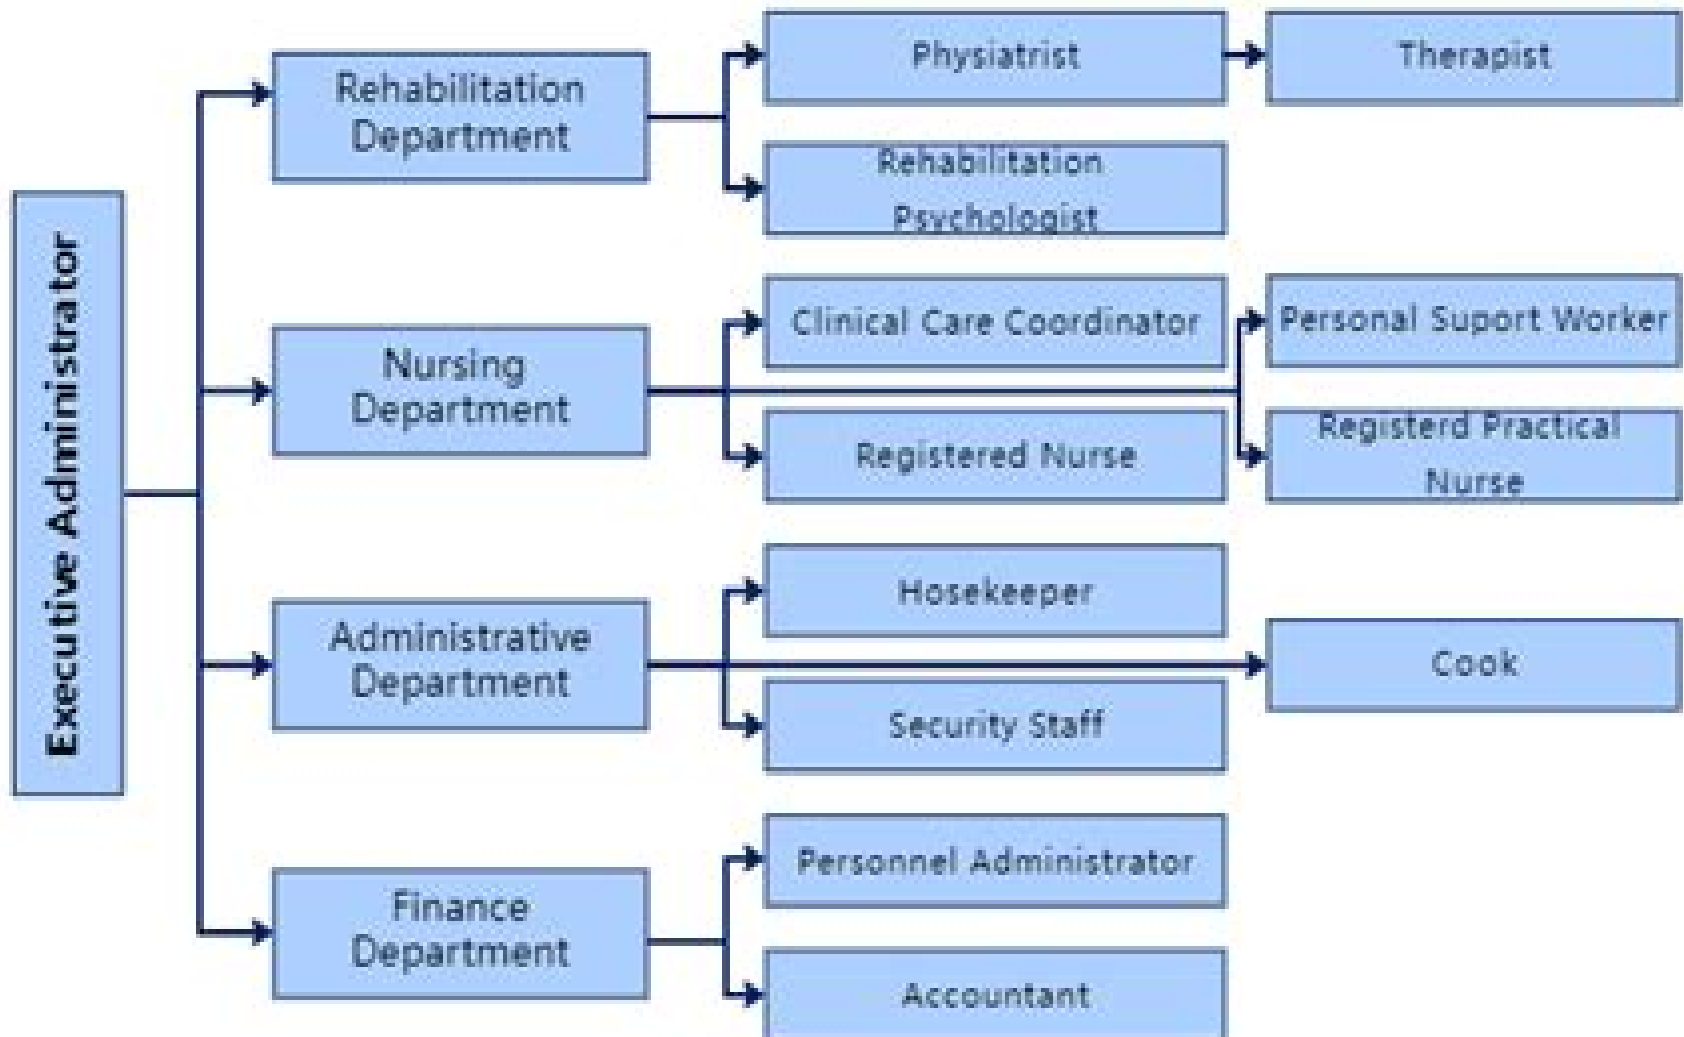 Executive Administrator
Rehabilitation
Department
Physiatrist
Therapist
Rehabilitation
Psychologist
Nursing
Department
Clinical Care Coordinator
Personal Suport Worker
Registered Nurse
Registerd Practical
Nurse
Administrative
Department
Hosekeeper
Cook
Security Staff
Finance
Department
Personnel Administrator
Accountant